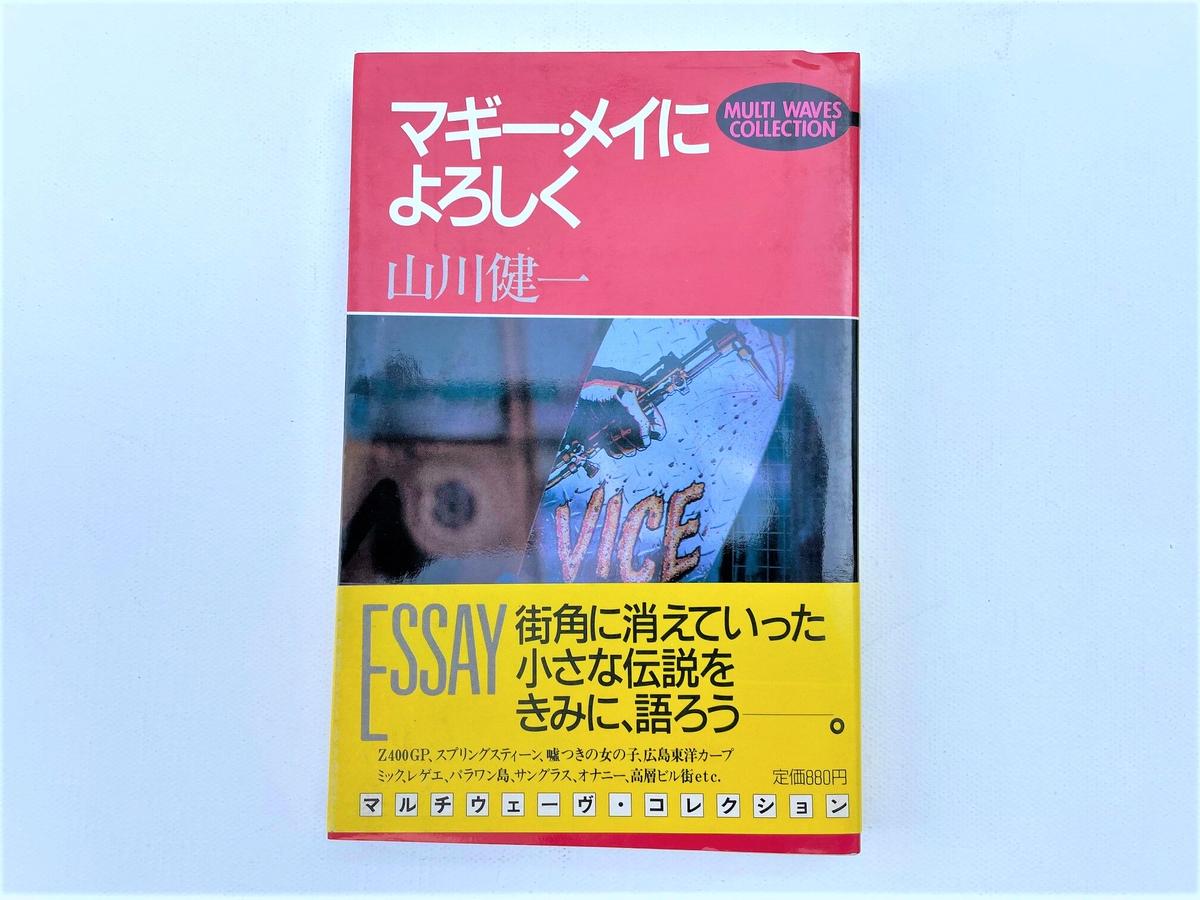 マギー・メイに
よろしく
MULTI WAVES
COLLECTION
山川健一
VICE
ESSAY
街角に消えていった
小さな伝説を
きみに、語ろう――。
Z400GP、スプリングスティーン、嘘つきの女の子、広島東洋カープ
ミック、レゲエ、パラワン島、サングラス、オナニー、高層ビル街etc.
定価880円
マルチウェーヴ・コレクション